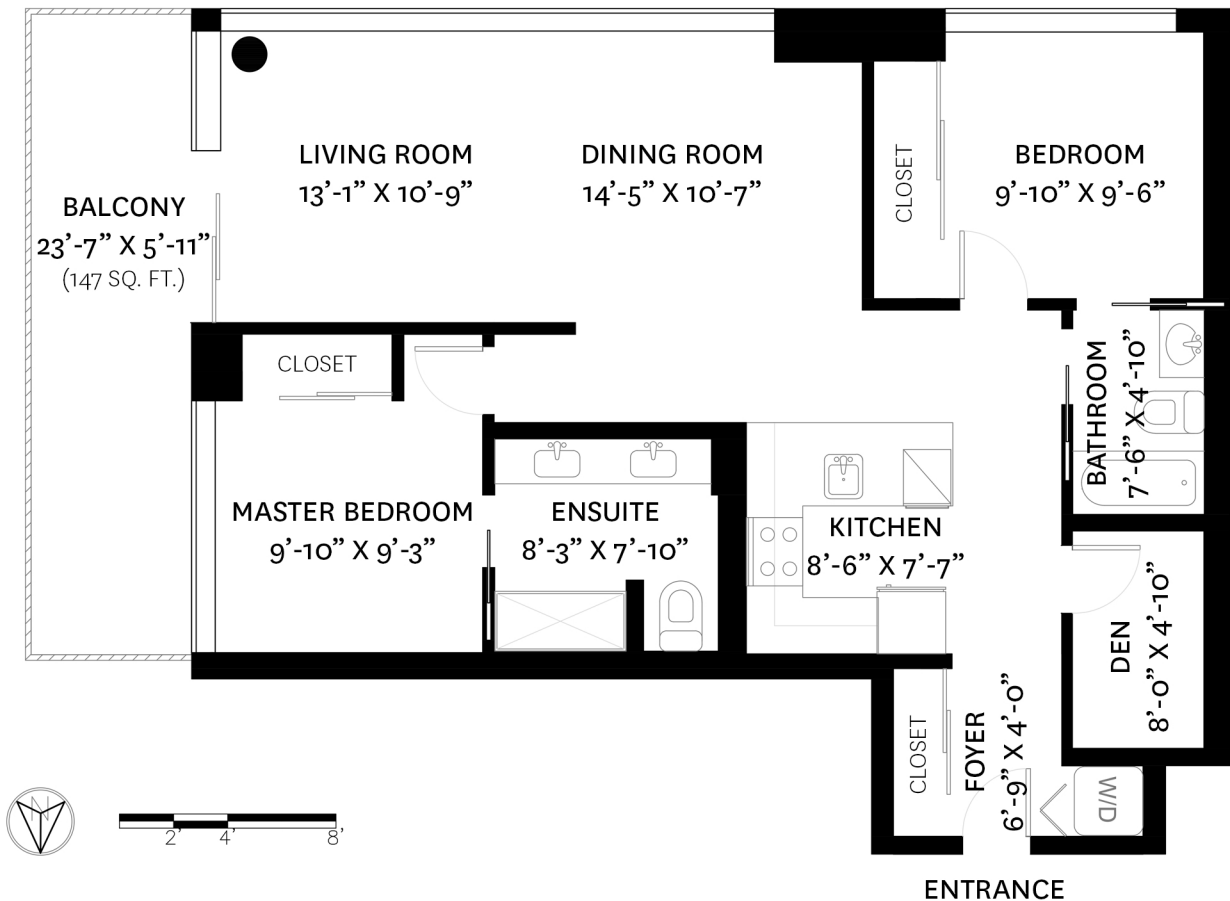 LIVING ROOM
13’-1” X 10’-9”
DINING ROOM
14’-5” X 10’-7”
CLOSET
BEDROOM
9’-10” X 9’-6”
BALCONY
23’-7” X 5’-11”
(147 SQ. FT.)
CLOSET
BATHROOM
7’-6” X 4’-10”
MASTER BEDROOM
9’-10” X 9’-3”
ENSUITE
8’-3” X 7’-10”
KITCHEN
8’-6” X 7’-7”
DEN
8’-0” X 4’-10”
CLOSET
FOYER
6’-9” X 4’-0”
W/D
N
2’ 4’ 8’
ENTRANCE